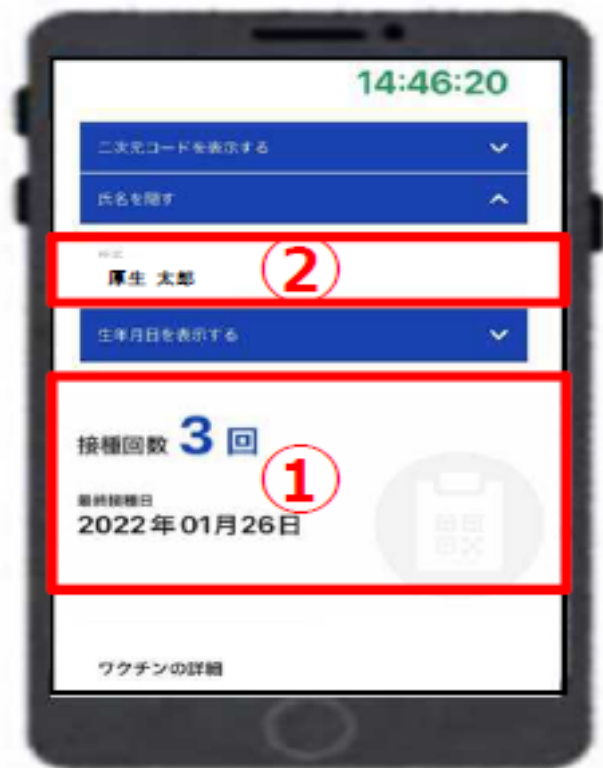 14:46:20
二次元コードを表示する
氏名を隠す
②
厚生 太郎
生年月日を表示する
接種回数 3 回
①
最終接種日
2022年01月26日
ワクチンの詳細